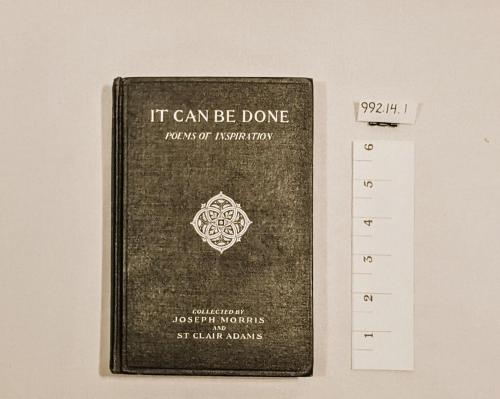 IT CAN BE DONE
POEMS OF INSPIRATION
COLLECTED BY
JOSEPH MORRIS
AND
ST CLAIR ADAMS
992.14.1
6
5
4
3
2
1